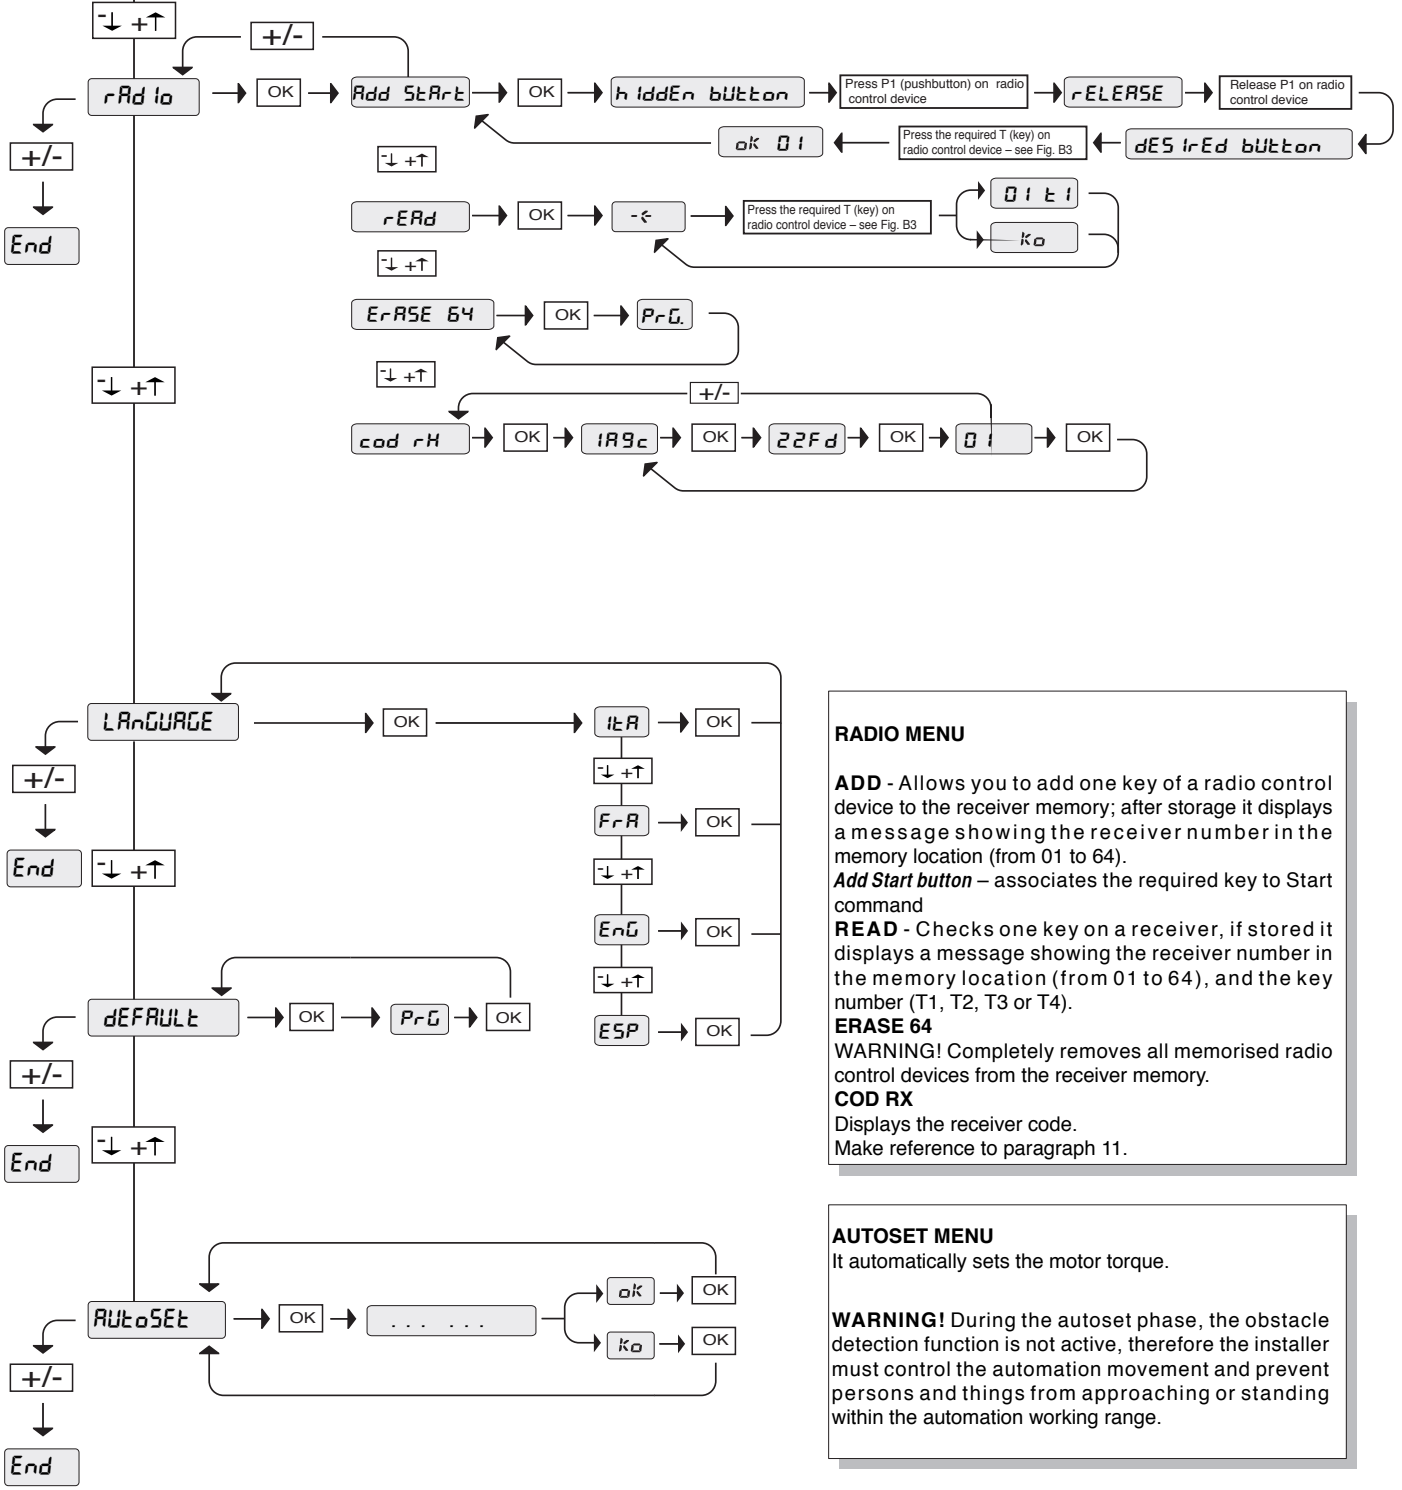 -↓ +↑
+/-
rAdIo
OK
Add StArt
OK
hIddEn bUtton
Press P1 (pushbutton) on radio
control device
rELEASE
Release P1 on radio
control device
+/-
-↓ +↑
oK 01
Press the required T (key) on
radio control device – see Fig. B3
dESIrEd bUtton
End
rEAd
OK
Press the required T (key) on
radio control device – see Fig. B3
01 t1
Ko
-↓ +↑
ErASE 64
OK
PrG.
-↓ +↑
-↓ +↑
+/-
cod rH
OK
1A9c
OK
22Fd
OK
01
OK
LAnGUAGE
OK
ItA
OK
+/-
-↓ +↑
FrA
OK
End
-↓ +↑
-↓ +↑
EnG
OK
-↓ +↑
dEFAULt
OK
PrG
OK
ESP
OK
+/-
-↓ +↑
End
RADIO MENU
ADD - Allows you to add one key of a radio control
device to the receiver memory; after storage it displays
a message showing the receiver number in the
memory location (from 01 to 64).
Add Start button – associates the required key to Start
command
READ - Checks one key on a receiver, if stored it
displays a message showing the receiver number in
the memory location (from 01 to 64), and the key
number (T1, T2, T3 or T4).
ERASE 64
WARNING! Completely removes all memorised radio
control devices from the receiver memory.
COD RX
Displays the receiver code.
Make reference to paragraph 11.
AUtoSEt
OK
... ...
oK
OK
Ko
OK
+/-
End
AUTOSET MENU
It automatically sets the motor torque.
WARNING! During the autoset phase, the obstacle
detection function is not active, therefore the installer
must control the automation movement and prevent
persons and things from approaching or standing
within the automation working range.